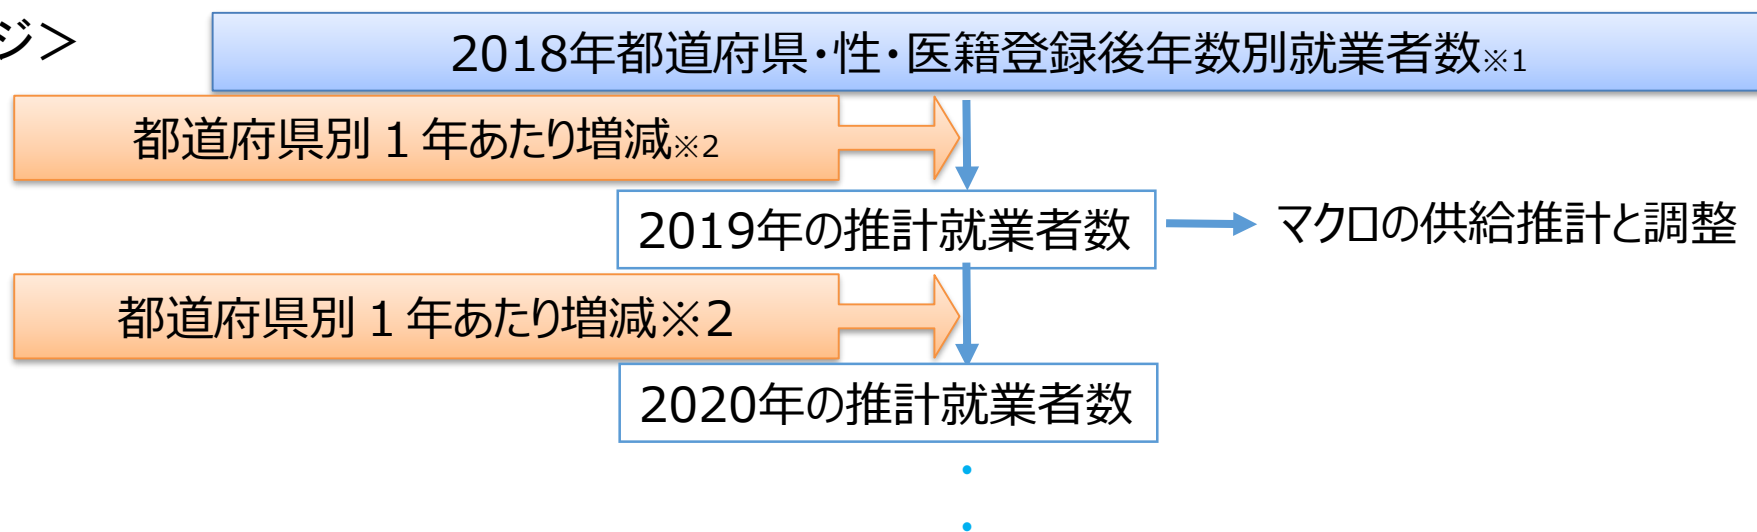 ジ＞
2018年都道府県・性・医籍登録後年数別就業者数※1
都道府県別１年あたり増減※2
2019年の推計就業者数
マクロの供給推計と調整
都道府県別１年あたり増減※2
2020年の推計就業者数